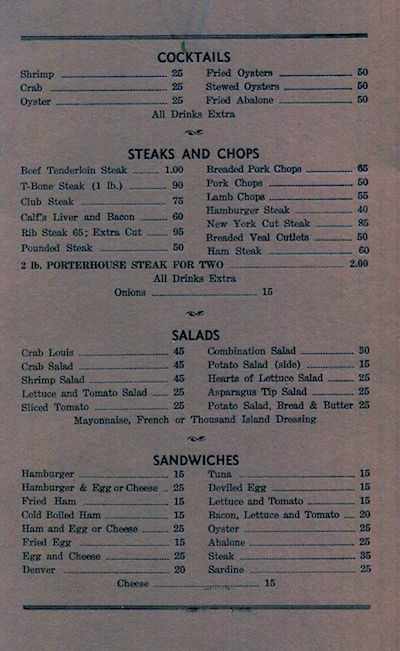 COCKTAILS
Shrimp 25 Fried Oysters 50
Crab 25 Stewed Oysters 50
Oyster 25 Fried Abalone 50
All Drinks Extra
STEAKS AND CHOPS
Beef Tenderloin Steak 1.00 Breaded Pork Chops 65
T-Bone Steak (1 lb.) 90 Pork Chops 50
Club Steak 75 Lamb Chops 55
Calf's Liver and Bacon 60 Hamburger Steak 40
Rib Steak 65; Extra Cut 95 New York Cut Steak 85
Pounded Steak 50 Breaded Veal Cutlets 50
Ham Steak 60
2 lb. PORTERHOUSE STEAK FOR TWO 2.00
All Drinks Extra
Onions 15
SALADS
Crab Louis 45 Combination Salad 30
Crab Salad 45 Potato Salad (side) 15
Shrimp Salad 45 Hearts of Lettuce Salad 25
Lettuce and Tomato Salad 25 Asparagus Tip Salad 25
Sliced Tomato 25 Potato Salad, Bread & Butter 25
Mayonnaise, French or Thousand Island Dressing
SANDWICHES
Hamburger 15 Tuna 15
Hamburger & Egg or Cheese 25 Deviled Egg 15
Fried Ham 15 Lettuce and Tomato 15
Cold Boiled Ham 15 Bacon, Lettuce and Tomato 20
Ham and Egg or Cheese 25 Oyster 25
Fried Egg 15 Abalone 25
Egg and Cheese 25 Steak 35
Denver 20 Sardine 25
Cheese 15